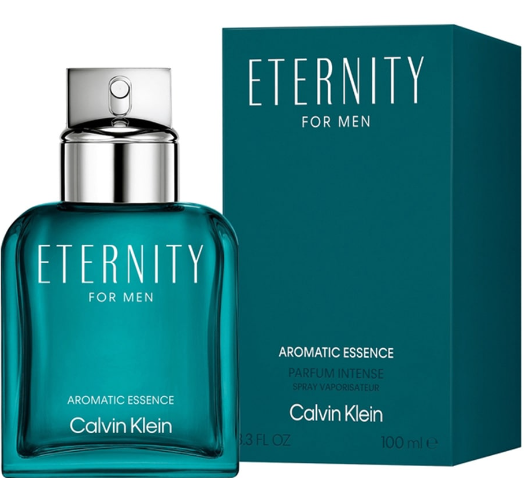 ETERNITY
FOR MEN
AROMATIC ESSENCE
Calvin Klein
ETERNITY
FOR MEN
AROMATIC ESSENCE
PARFUM INTENSE
SPRAY VAPORISATEUR
Calvin Klein
3.3 FL OZ 100 ml ℮